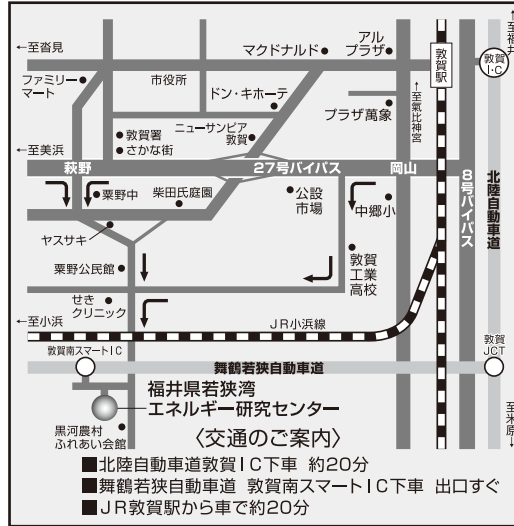 ←至沓見
マクドナルド
アル
プラザ
敦賀駅
←至福井
敦賀
I・C
ファミリー
マート
市役所
ドン・キホーテ
プラザ萬象
←至氣比神宮
ニューサンピア
敦賀
敦賀署
さかな街
←至美浜
萩野
27号バイパス
岡山
8号バイパス
北陸自動車道
粟野中
柴田氏庭園
公設
市場
中郷小
ヤスサキ
敦賀
工業
高校
粟野公民館
せき
クリニック
←至小浜
JR小浜線
敦賀南スマートIC
舞鶴若狭自動車道
敦賀
JCT
福井県若狭湾
エネルギー研究センター
黒河農村
ふれあい会館
至米原→
〈交通のご案内〉
■北陸自動車道敦賀IC下車 約20分
■舞鶴若狭自動車道 敦賀南スマートIC下車 出口すぐ
■JR敦賀駅から車で約20分